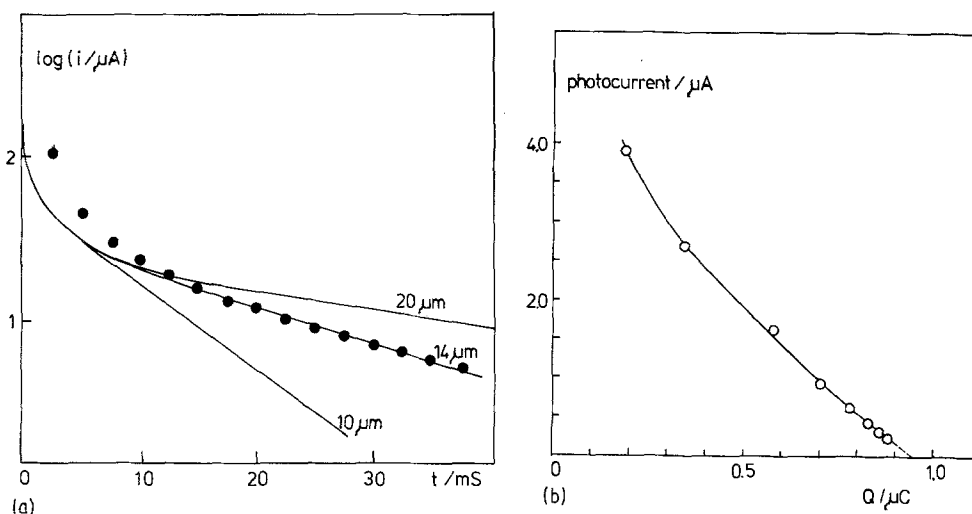 log (i/μA)
2
1
20 μm
14 μm
10 μm
10
20
30
t /mS
(a)
photocurrent / μA
4,0
2.0
0
0.5
1.0
Q/μC
(b)